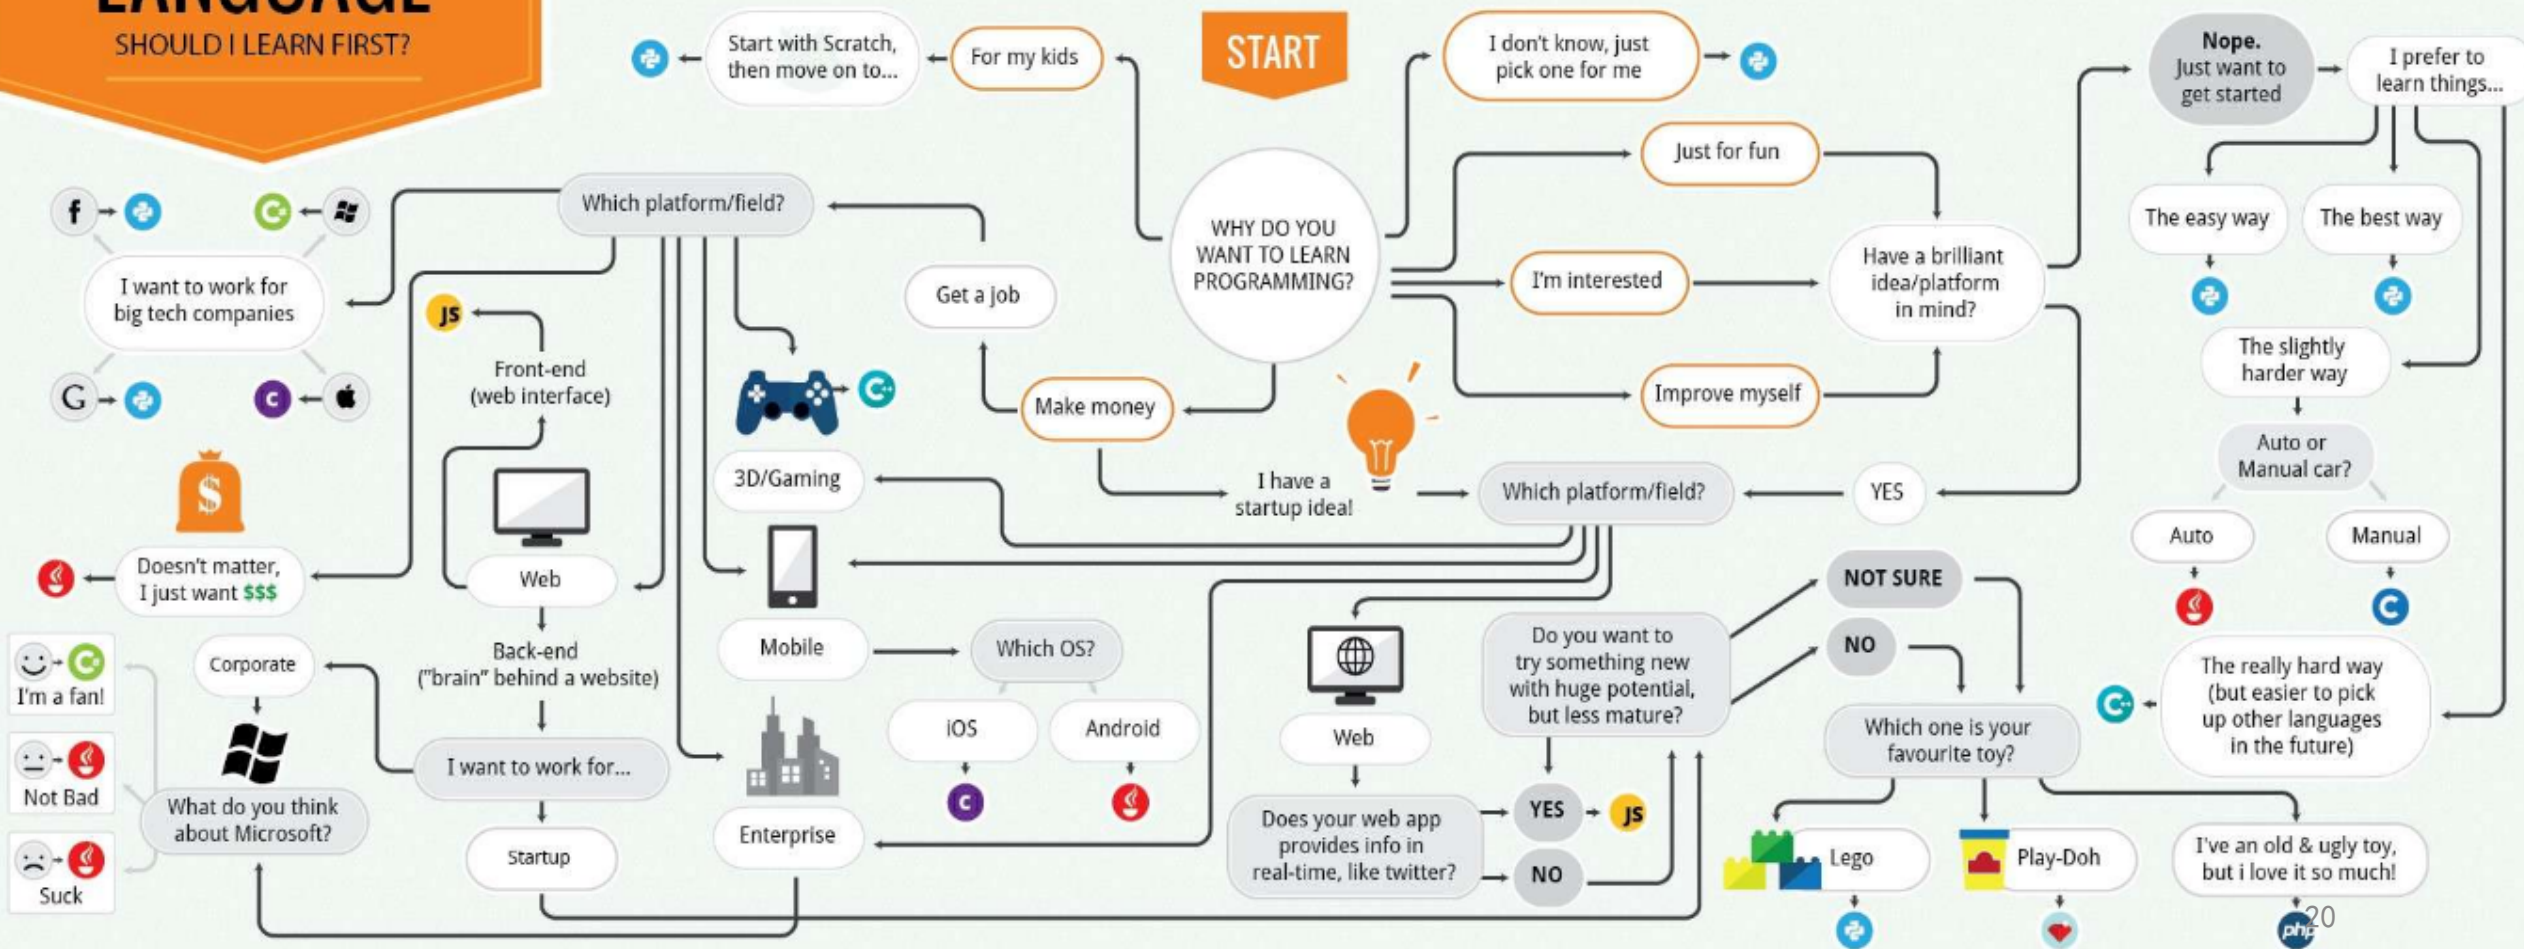 LANGUAGE
SHOULD I LEARN FIRST?
START
WHY DO YOU
WANT TO LEARN
PROGRAMMING?
For my kids
Start with Scratch,
then move on to...
I don't know, just
pick one for me
Just for fun
I'm interested
Improve myself
Have a brilliant
idea/platform
in mind?
Nope.
Just want to
get started
I prefer to
learn things...
The easy way
The best way
The slightly
harder way
Auto or
Manual car?
Auto
Manual
C
The really hard way
(but easier to pick
up other languages
in the future)
C++
YES
Which platform/field?
Make money
I have a
startup idea!
Get a job
Which platform/field?
I want to work for
big tech companies
f
C#
G
C
Doesn't matter,
I just want $$$
$
JS
Front-end
(web interface)
Web
Back-end
("brain" behind a website)
I want to work for...
Corporate
Startup
What do you think
about Microsoft?
C#
I'm a fan!
Not Bad
Suck
C++
3D/Gaming
Mobile
Which OS?
iOS
Android
C
Enterprise
Web
Does your web app
provides info in
real-time, like twitter?
YES
JS
NO
Do you want to
try something new
with huge potential,
but less mature?
NOT SURE
NO
Which one is your
favourite toy?
Lego
Play-Doh
I've an old & ugly toy,
but i love it so much!
php
20